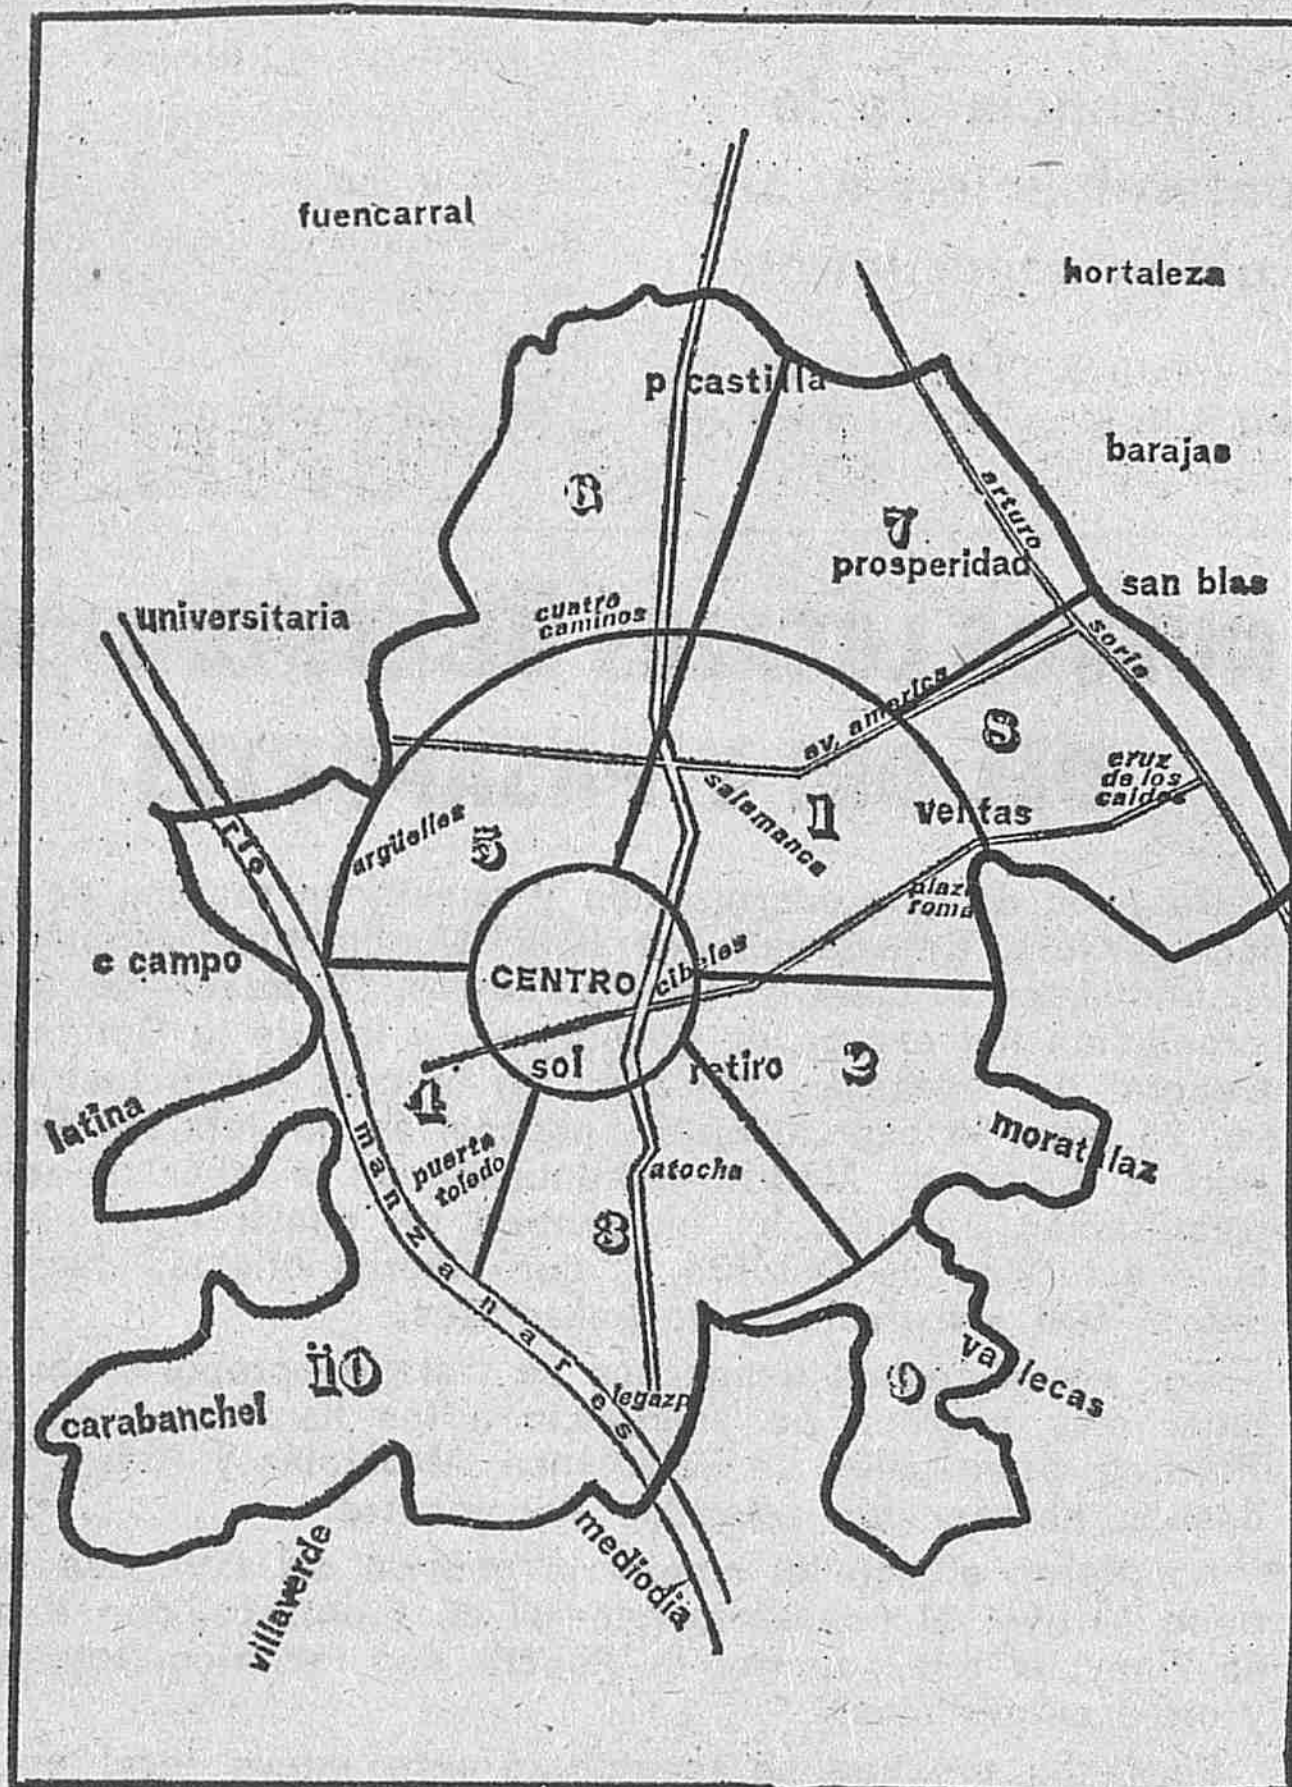 fuencarral
hortaleza
p castilla
barajas
6
arturo
7
prosperidad
san blas
universitaria
cuatro
caminos
soria
av. america
8
cruz
de los
caidos
salamanca
1
ventas
rio
argüelles
5
plaza
roma
c campo
CENTRO
cibeles
sol
retiro
2
4
latina
manzanares
puerta
toledo
atocha
moratalaz
3
10
vallecas
9
carabanchel
legazpi
villaverde
mediodia